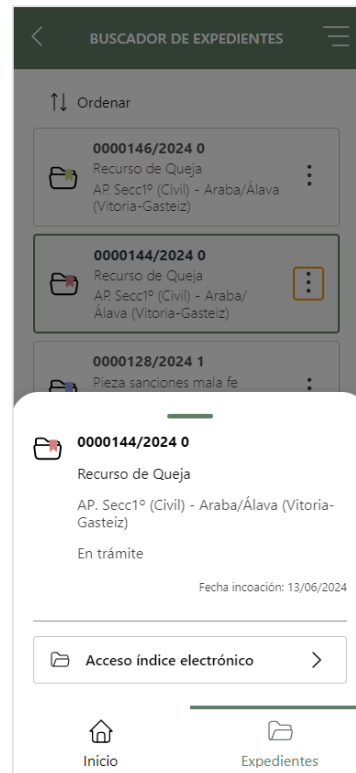 BUSCADOR DE EXPEDIENTES
Ordenar
0000146/2024 0
Recurso de Queja
AP. Secc1º (Civil) - Araba/Álava
(Vitoria-Gasteiz)
0000144/2024 0
Recurso de Queja
AP. Secc1º (Civil) - Araba/
Álava (Vitoria-Gasteiz)
0000128/2024 1
Pieza sanciones mala fe
0000144/2024 0
Recurso de Queja
AP. Secc1º (Civil) - Araba/Álava (Vitoria-
Gasteiz)
En trámite
Fecha incoación: 13/06/2024
Acceso índice electrónico
Inicio
Expedientes